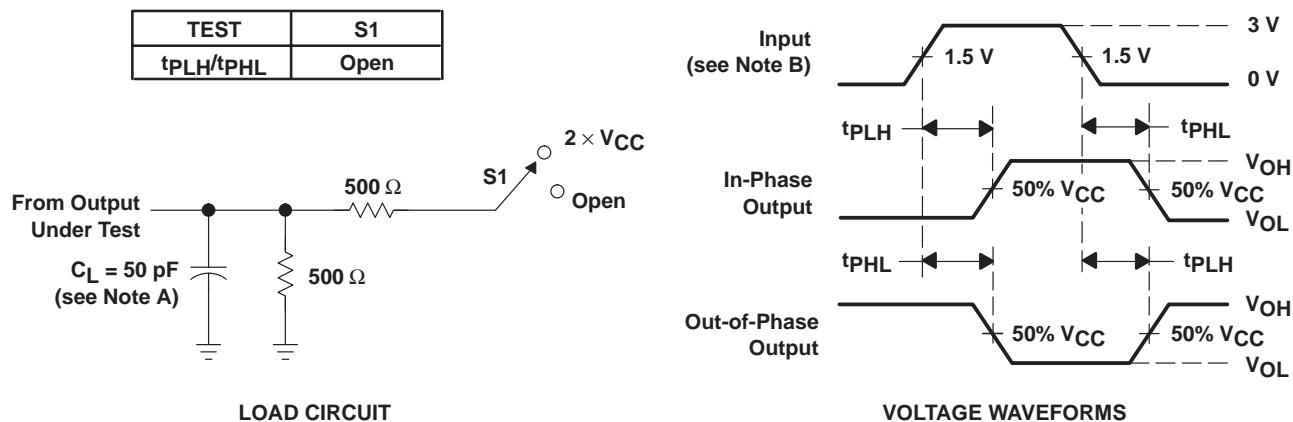 TEST S1
tPLH/tPHL Open
2 × VCC
S1
500 Ω
Open
From Output
Under Test
CL = 50 pF
(see Note A)
500 Ω
LOAD CIRCUIT
Input
(see Note B)
1.5 V
1.5 V
3 V
0 V
tPLH
tPHL
In-Phase
Output
50% VCC
50% VCC
VOH
VOL
tPHL
tPLH
Out-of-Phase
Output
50% VCC
50% VCC
VOH
VOL
VOLTAGE WAVEFORMS